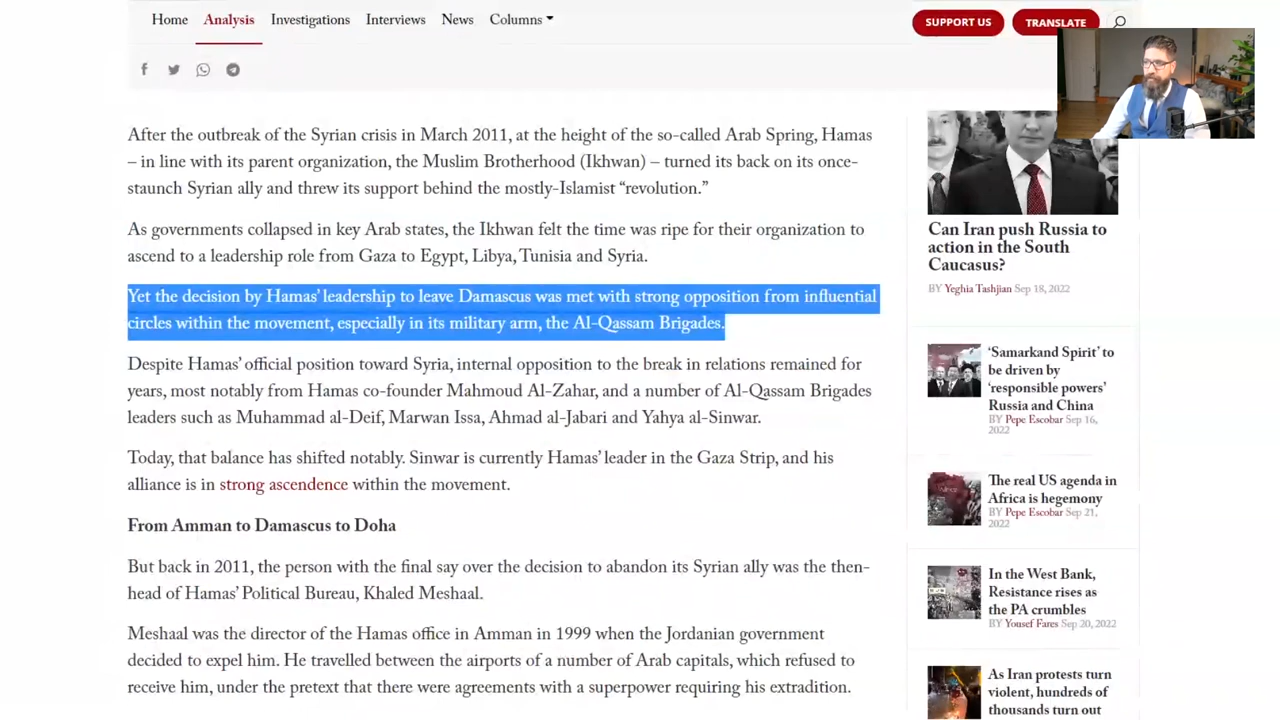 Home Analysis Investigations Interviews News Columns
SUPPORT US TRANSLATE
After the outbreak of the Syrian crisis in March 2011, at the height of the so-called Arab Spring, Hamas
– in line with its parent organization, the Muslim Brotherhood (Ikhwan) – turned its back on its once-
staunch Syrian ally and threw its support behind the mostly-Islamist “revolution.”
As governments collapsed in key Arab states, the Ikhwan felt the time was ripe for their organization to
ascend to a leadership role from Gaza to Egypt, Libya, Tunisia and Syria.
Yet the decision by Hamas’ leadership to leave Damascus was met with strong opposition from influential
circles within the movement, especially in its military arm, the Al-Qassam Brigades.
Despite Hamas’ official position toward Syria, internal opposition to the break in relations remained for
years, most notably from Hamas co-founder Mahmoud Al-Zahar, and a number of Al-Qassam Brigades
leaders such as Muhammad al-Deif, Marwan Issa, Ahmad al-Jabari and Yahya al-Sinwar.
Today, that balance has shifted notably. Sinwar is currently Hamas’ leader in the Gaza Strip, and his
alliance is in strong ascendence within the movement.
From Amman to Damascus to Doha
But back in 2011, the person with the final say over the decision to abandon its Syrian ally was the then-
head of Hamas’ Political Bureau, Khaled Meshaal.
Meshaal was the director of the Hamas office in Amman in 1999 when the Jordanian government
decided to expel him. He travelled between the airports of a number of Arab capitals, which refused to
receive him, under the pretext that there were agreements with a superpower requiring his extradition.
Can Iran push Russia to
action in the South
Caucasus?
BY Yeghia Tashjian Sep 18, 2022
‘Samarkand Spirit’ to
be driven by
‘responsible powers’
Russia and China
BY Pepe Escobar Sep 16,
2022
The real US agenda in
Africa is hegemony
BY Pepe Escobar Sep 21,
2022
In the West Bank,
Resistance rises as
the PA crumbles
BY Yousef Fares Sep 20, 2022
As Iran protests turn
violent, hundreds of
thousands turn out